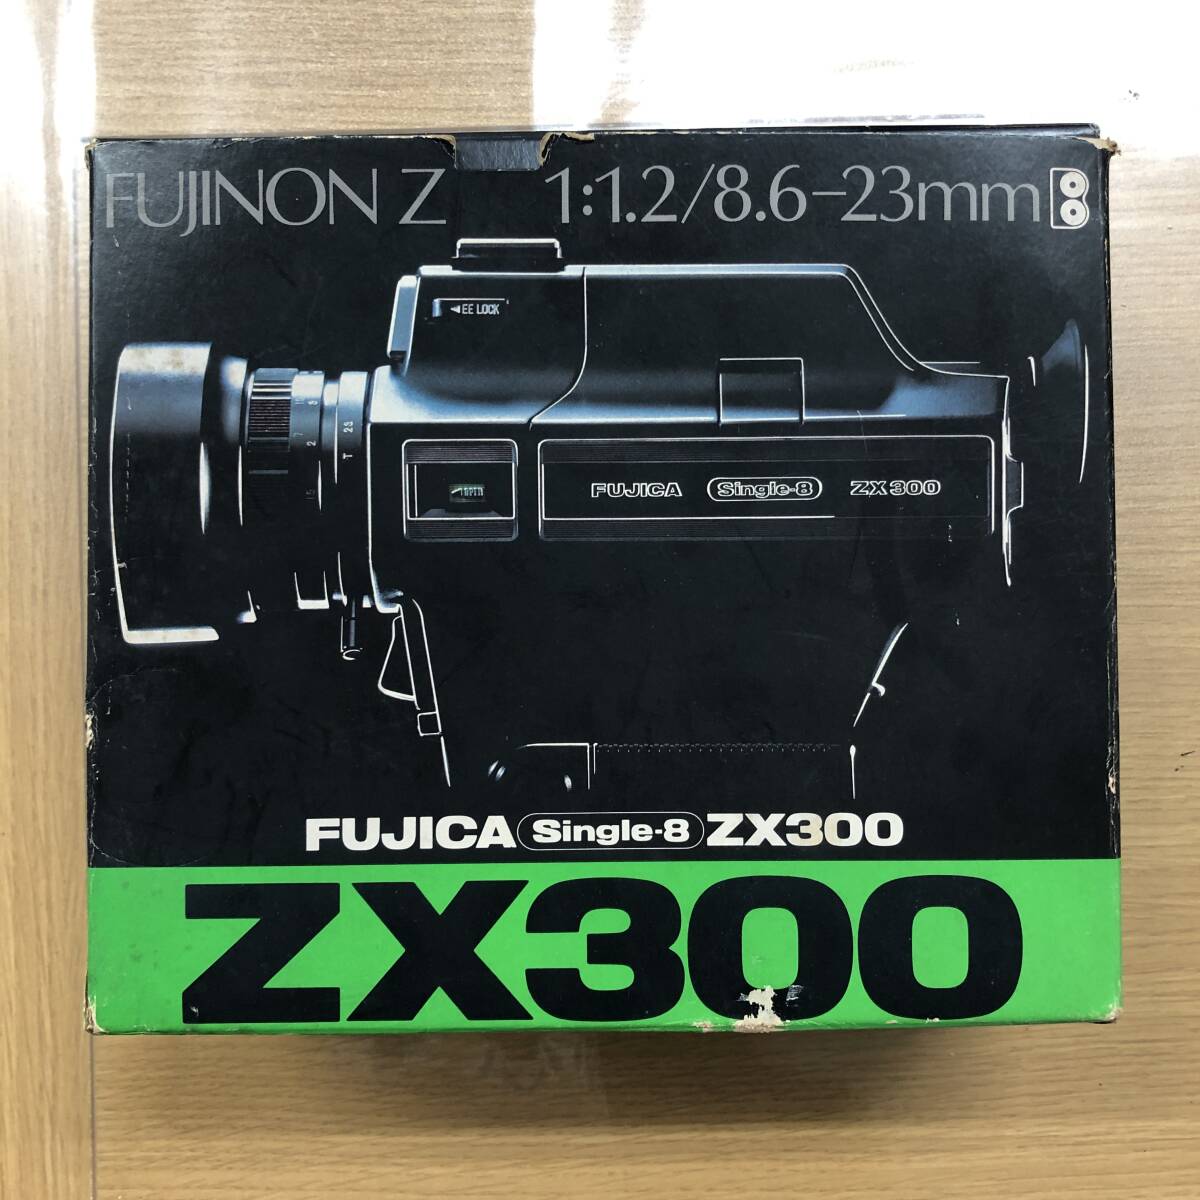 FUJINON Z 1:1.2/8.6-23mm
EE LOCK
FUJICA Single-8 ZX300
FUJICA Single-8 ZX300
ZX300